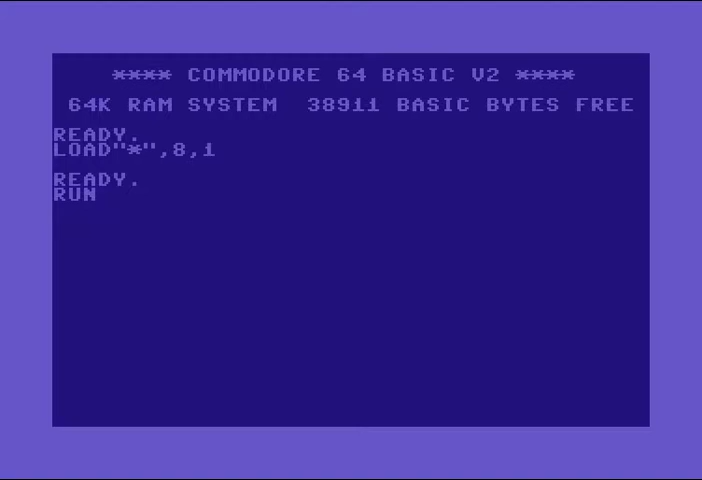 **** COMMODORE 64 BASIC V2 ****
64K RAM SYSTEM  38911 BASIC BYTES FREE
READY.
LOAD"*",8,1
READY.
RUN